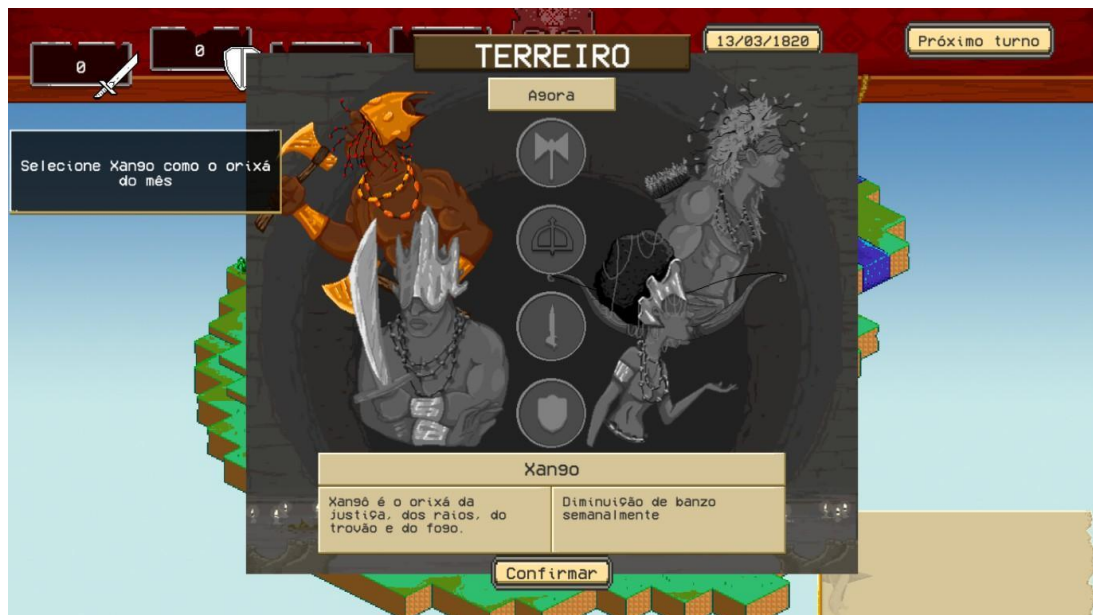 TERREIRO
13/03/1820
Próximo turno
0
0
Agora
Selecione Xango como o orixá
do mês
Xango
Xangô é o orixá da
justiça, dos raios, do
trovão e do fogo.
Diminuição de banzo
semanalmente
Confirmar